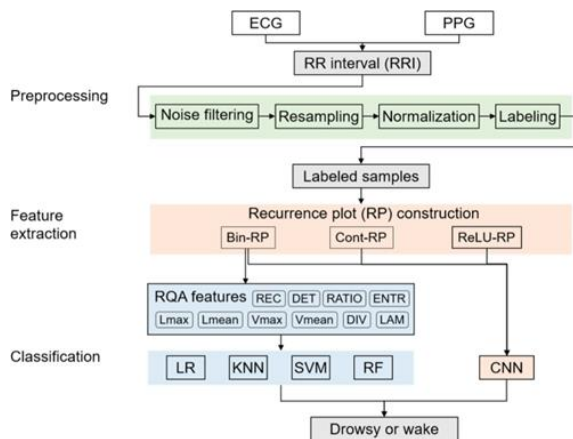 ECG PPG
RR interval (RRI)
Preprocessing
Noise filtering Resampling Normalization Labeling
Labeled samples
Feature
extraction
Recurrence plot (RP) construction
Bin-RP Cont-RP ReLU-RP
RQA features REC DET RATIO ENTR
Lmax Lmean Vmax Vmean DIV LAM
Classification
LR KNN SVM RF CNN
Drowsy or wake